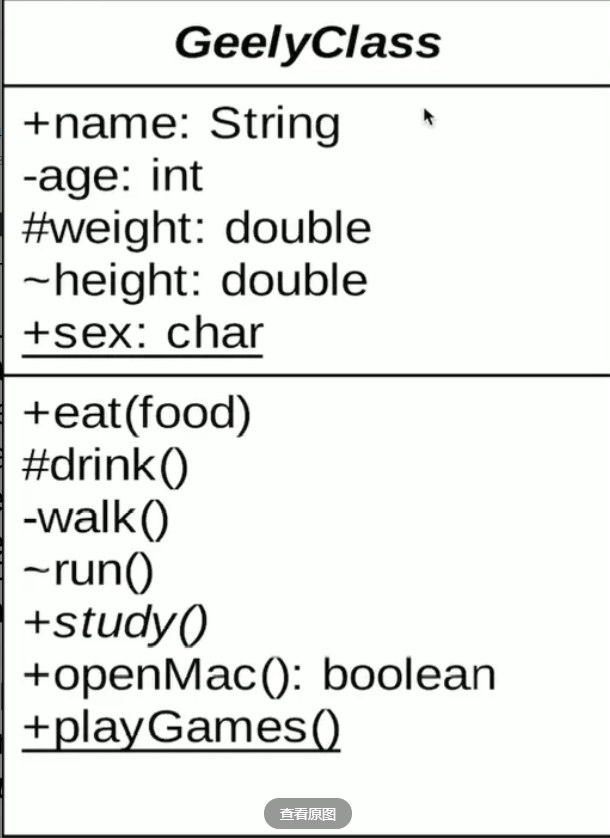 GeelyClass
+name: String
-age: int
#weight: double
~height: double
+sex: char
+eat(food)
#drink()
-walk()
~run()
+study()
+openMac(): boolean
+playGames()
查看原图